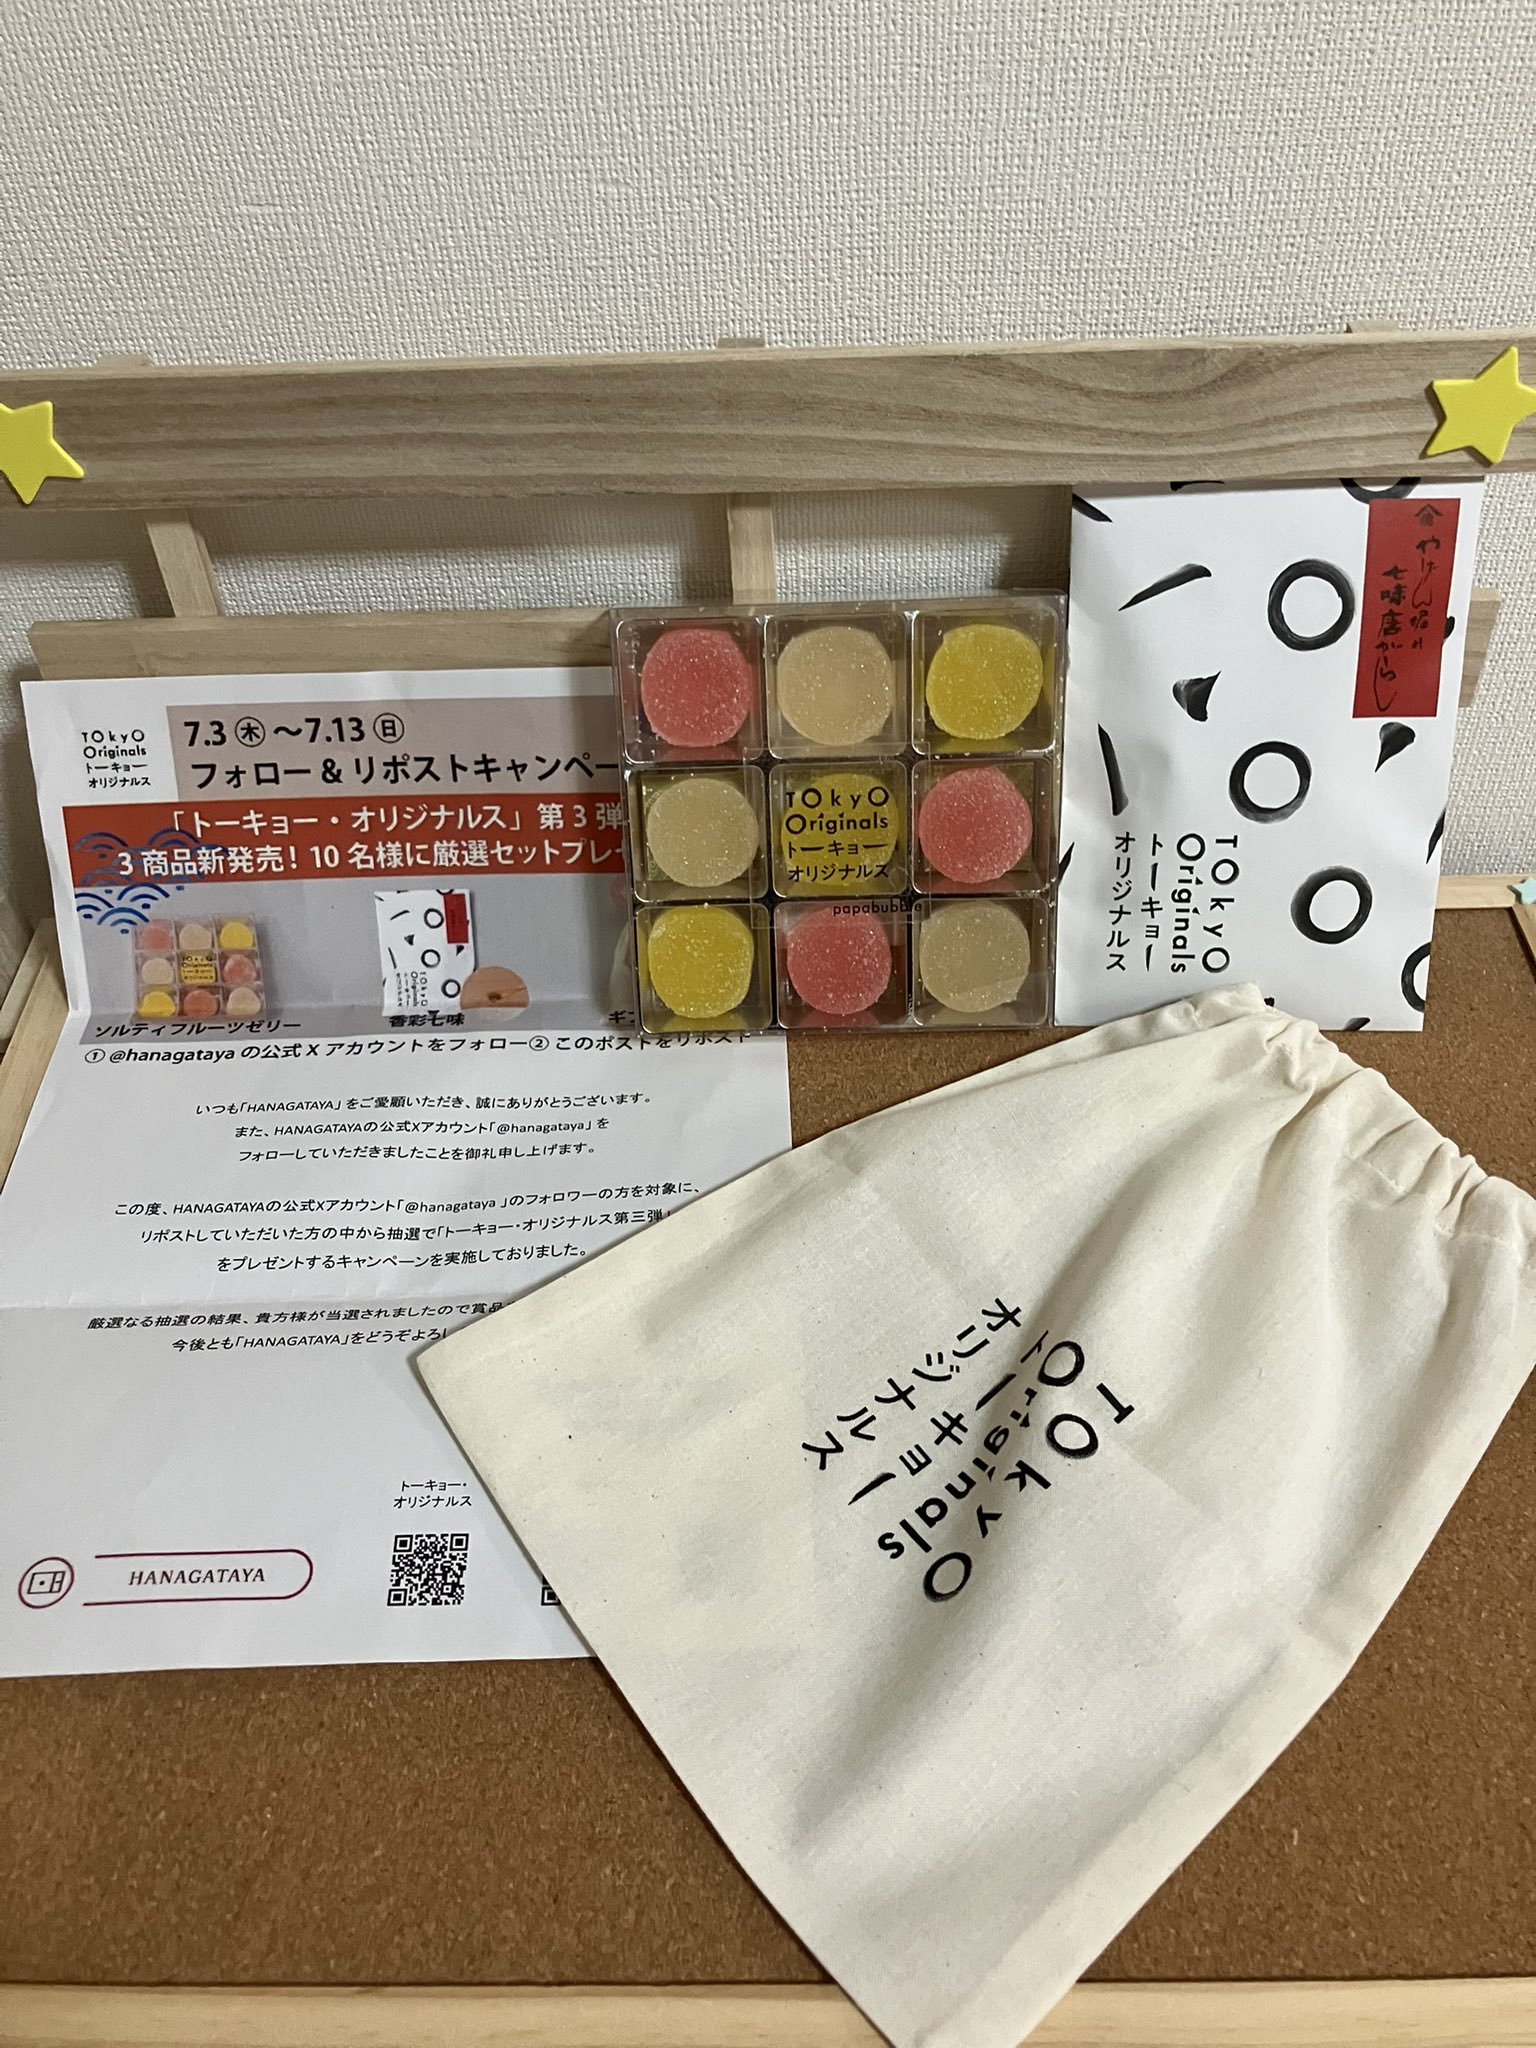 TOkyO
Originals
トーキョー
オリジナルス
7.3㊍～7.13㊐
フォロー&リポストキャンペー
「トーキョー・オリジナルス」第3弾
3商品新発売!10名様に厳選セットプレ
ソルティフルーツゼリー
香彩七味
ギフ
①@hanagatayaの公式Xアカウントをフォロー②このポストをリポスト
いつも「HANAGATAYA」をご愛顧いただき、誠にありがとうございます。
また、HANAGATAYAの公式Xアカウント「@hanagataya」を
フォローしていただきましたことを御礼申し上げます。
この度、HANAGATAYAの公式Xアカウント「@hanagataya」のフォロワーの方を対象に、
リポストしていただいた方の中から抽選で「トーキョー・オリジナルス第三弾」
をプレゼントするキャンペーンを実施しておりました。
厳選なる抽選の結果、貴方様が当選されましたので賞品
今後とも「HANAGATAYA」をどうぞよろし
トーキョー・
オリジナルス
HANAGATAYA
TOkyO
Originals
トーキョー
オリジナルス
papabubble
やげん堀の
七味唐がらし
TOkyO
Originals
トーキョー
オリジナルス
TOkyO
Originals
トーキョー
オリジナルス